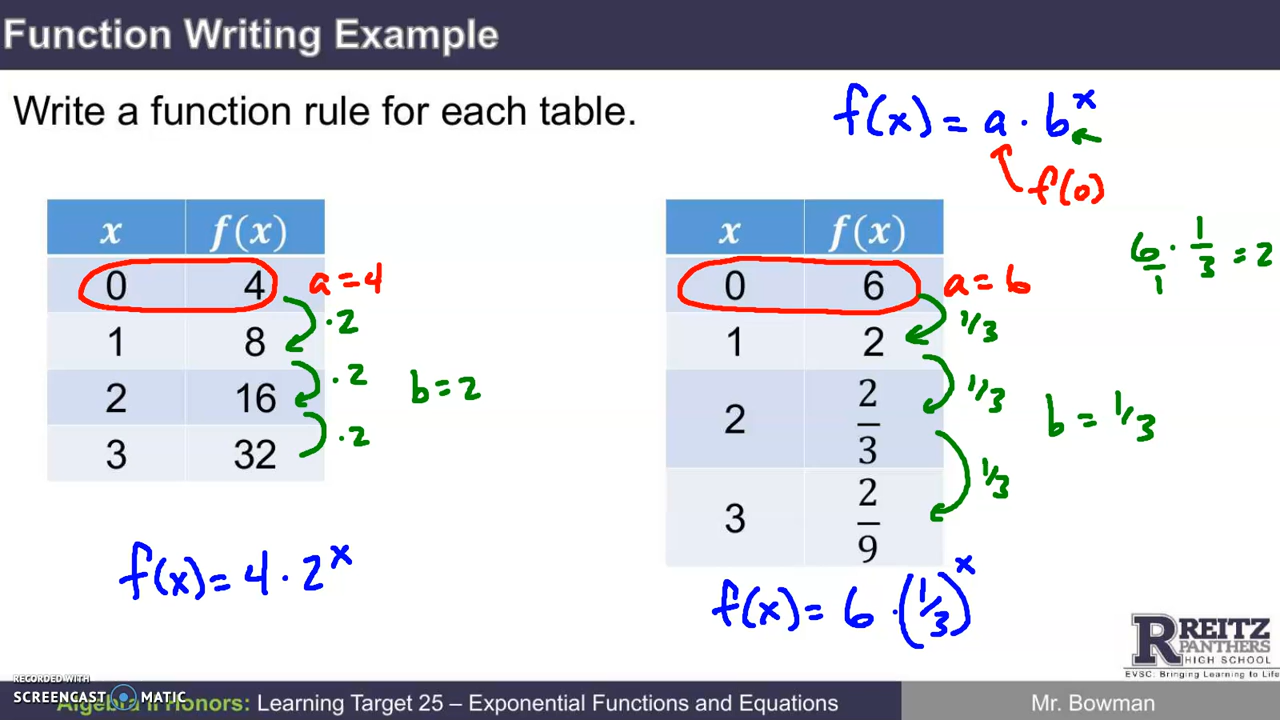 Function Writing Example
Write a function rule for each table.
f(x) = a · b^x
f(0)
x f(x)
0 4 a = 4
1 8
2 16
3 32
· 2
· 2
· 2
b = 2
f(x) = 4 · 2^x
x f(x)
0 6 a = 6
1 2
2 2/3
3 2/9
1/3
1/3
1/3
b = 1/3
6/1 · 1/3 = 2
f(x) = 6 · (1/3)^x
REITZ
PANTHERS
HIGH SCHOOL
EVSC. Bringing Learning to Life
RECORDED WITH
SCREENCAST MATIC
Algebra II Honors: Learning Target 25 – Exponential Functions and Equations
Mr. Bowman